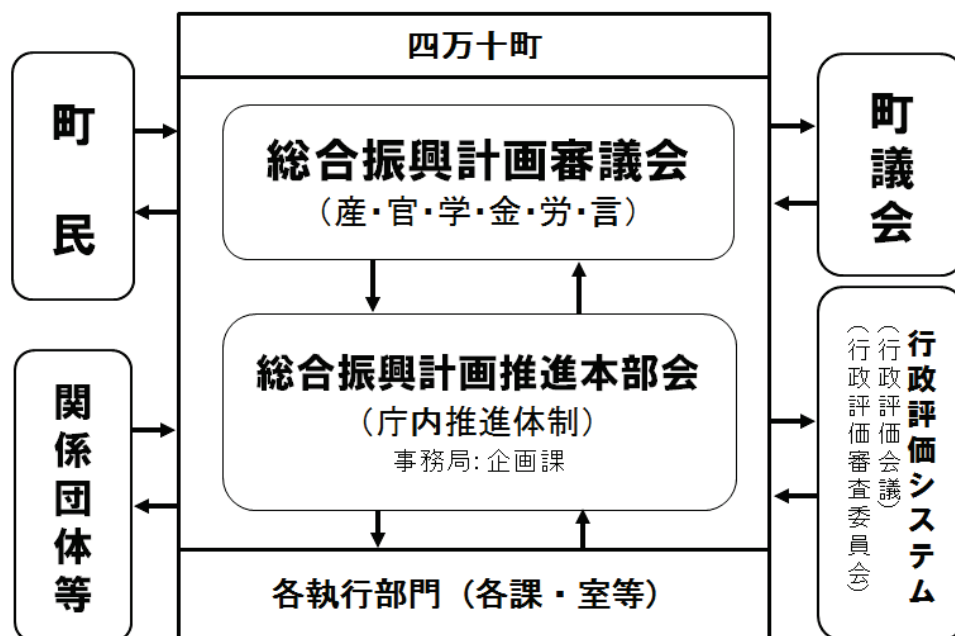 四万十町
町民
総合振興計画審議会
（産・官・学・金・労・言）
町議会
総合振興計画推進本部会
（庁内推進体制）
事務局：企画課
関係団体等
行政評価システム
（行政評価会議）
（行政評価審査委員会）
各執行部門（各課・室等）